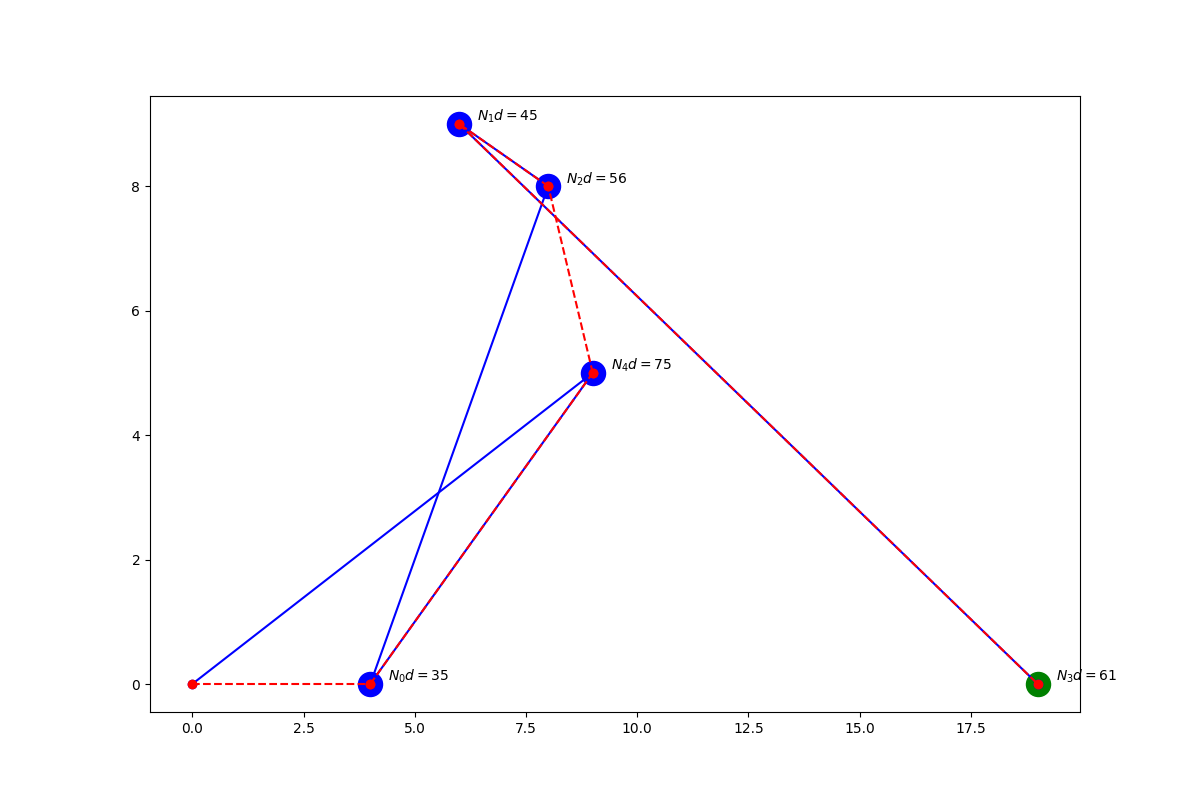 N₁d = 45
N₂d = 56
8
6
N₄d = 75
4
2
N₀d = 35
N₃d = 61
0
0.0 2.5 5.0 7.5 10.0 12.5 15.0 17.5